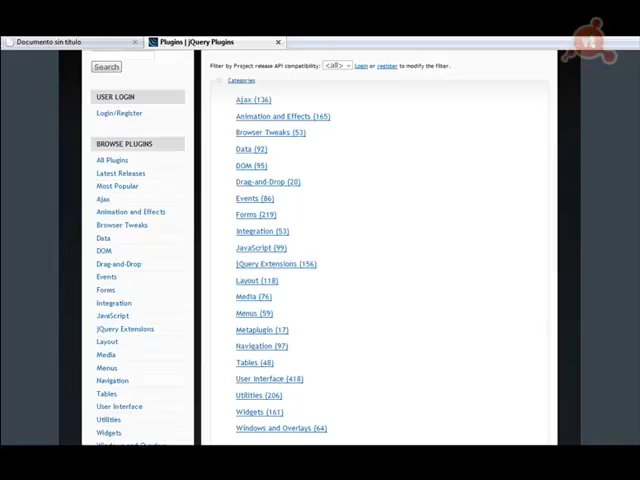 Documento sin título
Plugins | jQuery Plugins
vt
Search
Filter by Project release API compatibility: <all> Login or register to modify the filter.
Categories
USER LOGIN
Login/Register
BROWSE PLUGINS
All Plugins
Latest Releases
Most Popular
Ajax
Animation and Effects
Browser Tweaks
Data
DOM
Drag-and-Drop
Events
Forms
Integration
JavaScript
jQuery Extensions
Layout
Media
Menus
Navigation
Tables
User Interface
Utilities
Widgets
Windows and Overlays
Ajax (136)
Animation and Effects (165)
Browser Tweaks (53)
Data (92)
DOM (95)
Drag-and-Drop (20)
Events (86)
Forms (219)
Integration (53)
JavaScript (99)
jQuery Extensions (156)
Layout (118)
Media (76)
Menus (59)
Metaplugin (17)
Navigation (97)
Tables (48)
User Interface (418)
Utilities (206)
Widgets (161)
Windows and Overlays (64)